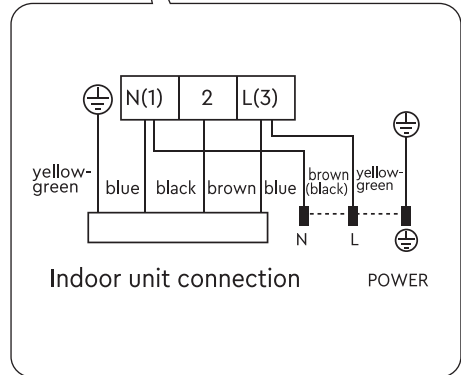 N(1) 2 L(3)
yellow-
green
blue
black
brown
blue
brown
(black)
yellow-
green
N L
Indoor unit connection
POWER